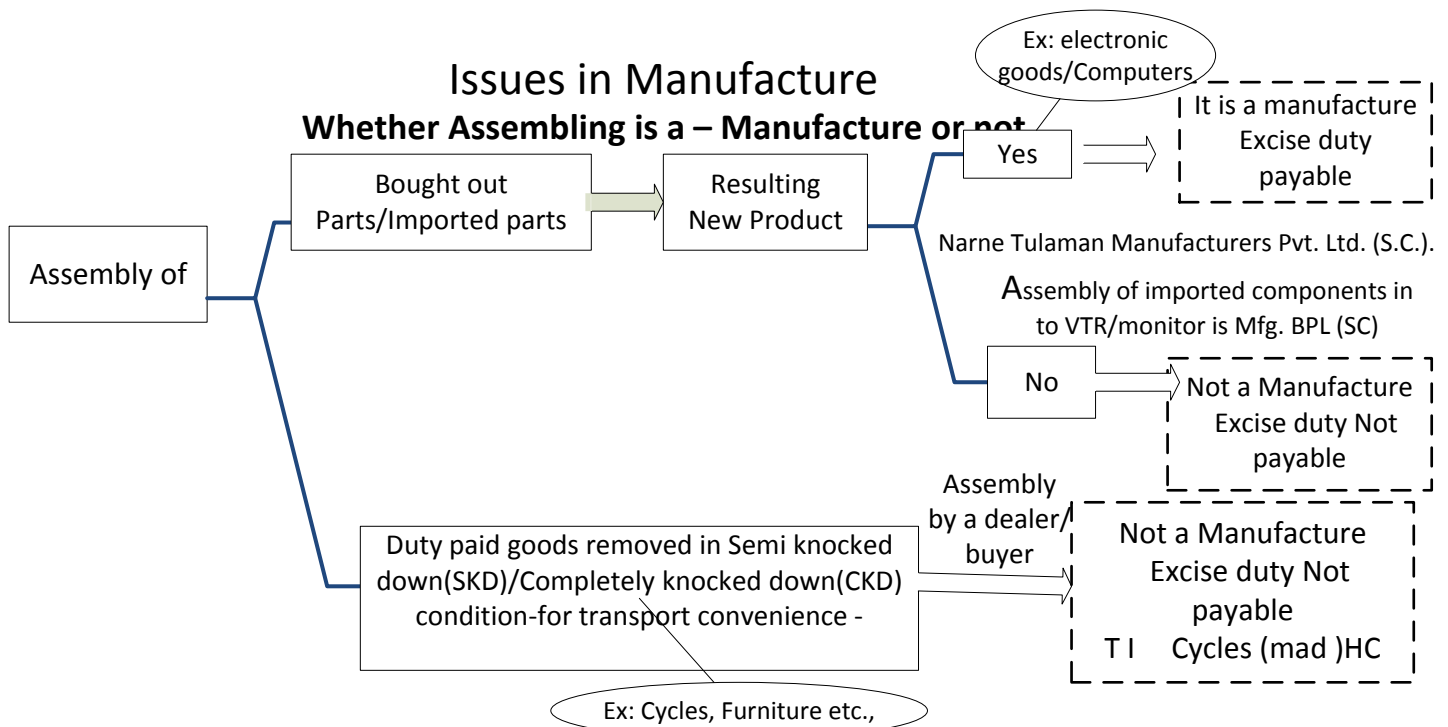 Ex: electronic
goods/Computers
Issues in Manufacture
Whether Assembling is a – Manufacture or not
It is a manufacture
Excise duty
payable
Yes
Bought out
Parts/Imported parts
Resulting
New Product
Narne Tulaman Manufacturers Pvt. Ltd. (S.C.).
Assembly of
Assembly of imported components in
to VTR/monitor is Mfg. BPL (SC)
No
Not a Manufacture
Excise duty Not
payable
Assembly
by a dealer/
buyer
Duty paid goods removed in Semi knocked
down(SKD)/Completely knocked down(CKD)
condition-for transport convenience -
Not a Manufacture
Excise duty Not
payable
T I Cycles (mad )HC
Ex: Cycles, Furniture etc.,